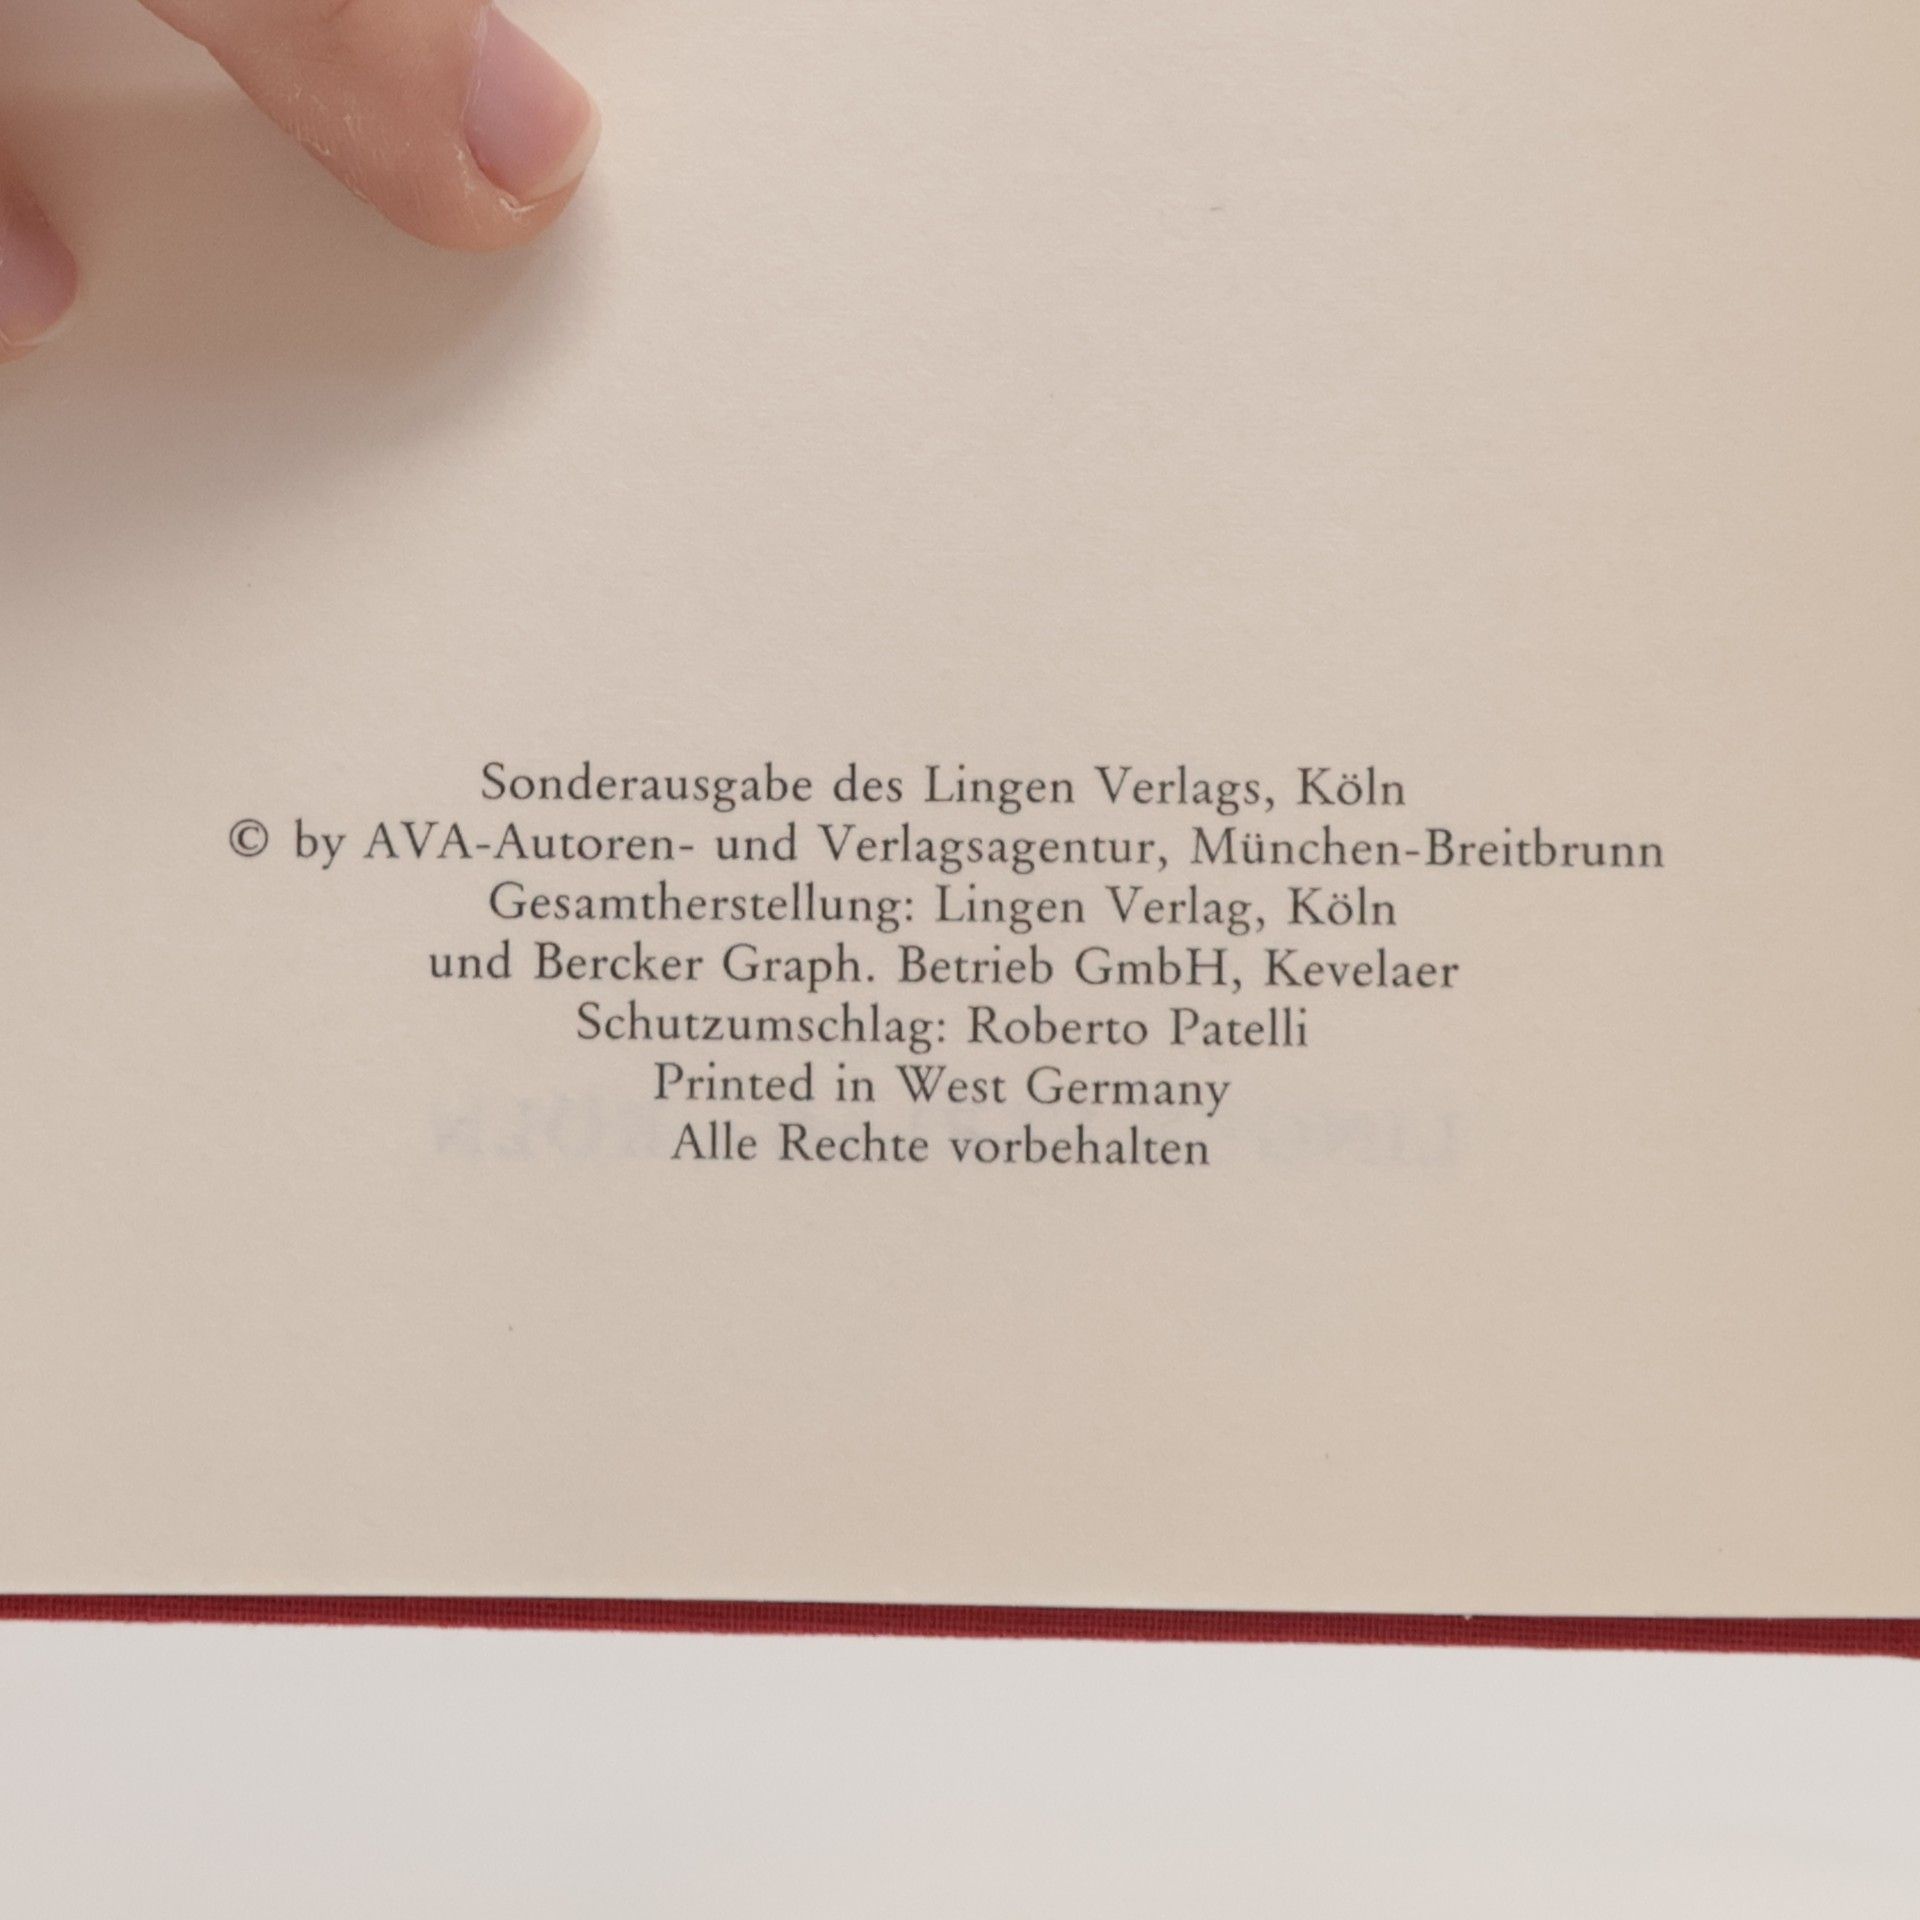 Sonderausgabe des Lingen Verlags, Köln
© by AVA-Autoren- und Verlagsagentur, München-Breitbrunn
Gesamtherstellung: Lingen Verlag, Köln
und Bercker Graph. Betrieb GmbH, Kevelaer
Schutzumschlag: Roberto Patelli
Printed in West Germany
Alle Rechte vorbehalten